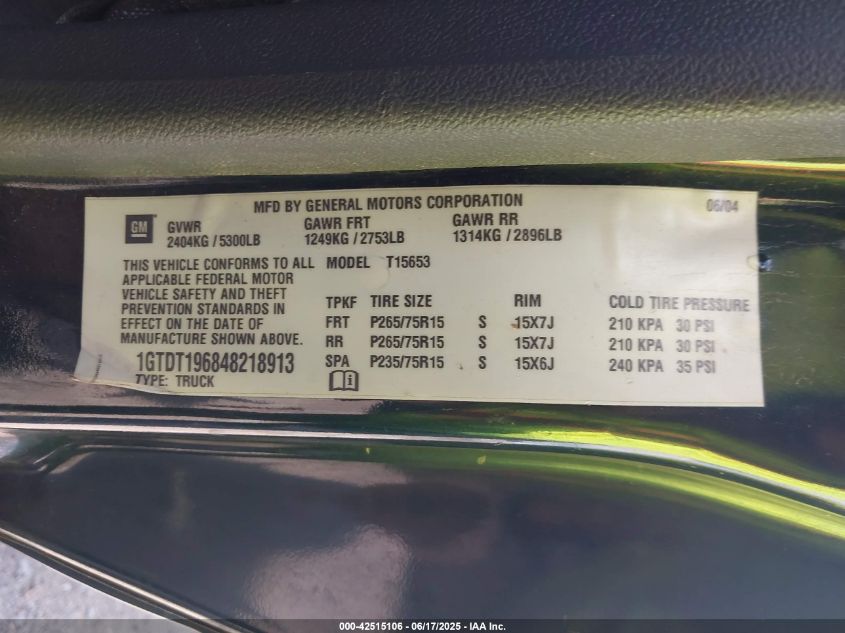 MFD BY GENERAL MOTORS CORPORATION 06/04
GM
GVWR GAWR FRT GAWR RR
2404KG / 5300LB 1249KG / 2753LB 1314KG / 2896LB
THIS VEHICLE CONFORMS TO ALL MODEL T15653
APPLICABLE FEDERAL MOTOR
VEHICLE SAFETY AND THEFT
PREVENTION STANDARDS IN
EFFECT ON THE DATE OF
MANUFACTURE SHOWN ABOVE.
TPKF TIRE SIZE RIM COLD TIRE PRESSURE
FRT P265/75R15 S 15X7J 210 KPA 30 PSI
RR P265/75R15 S 15X7J 210 KPA 30 PSI
SPA P235/75R15 S 15X6J 240 KPA 35 PSI
1GTDT196848218913
TYPE: TRUCK
000-42515106 - 06/17/2025 - IAA Inc.